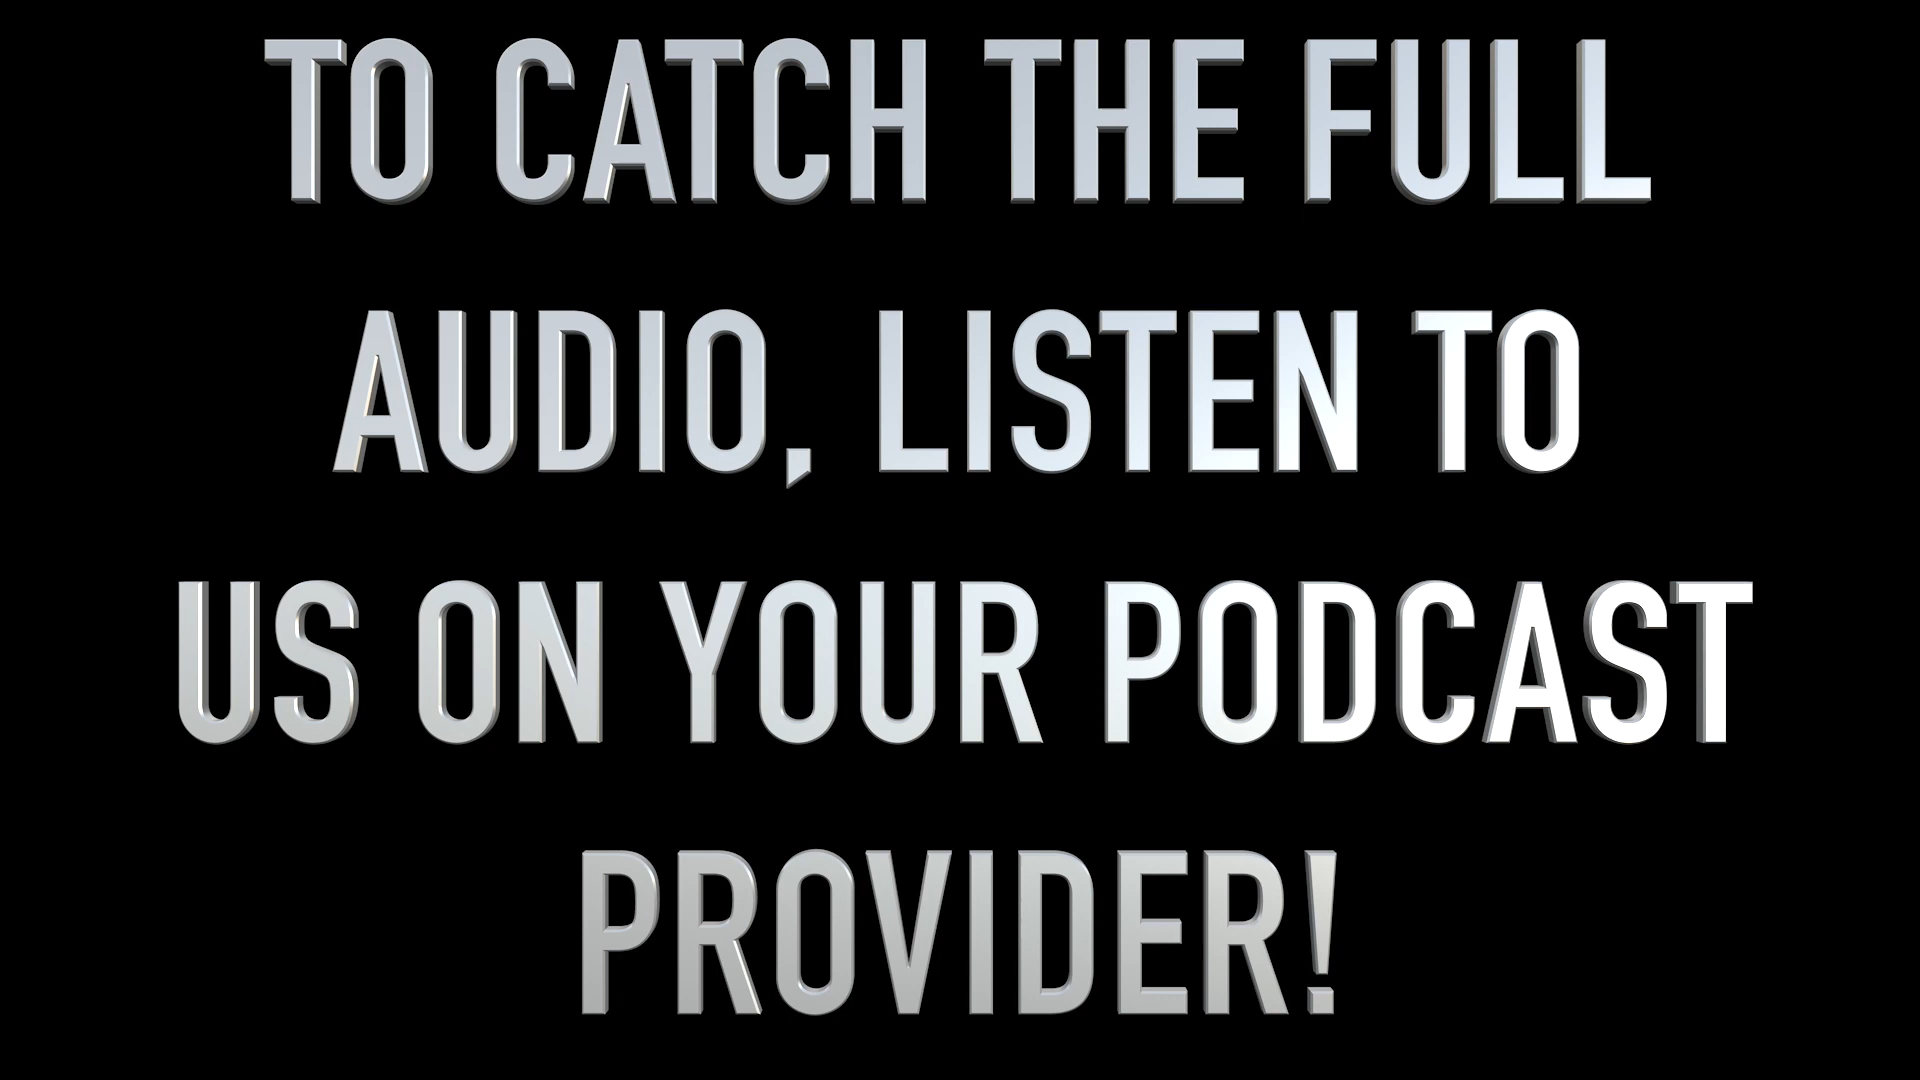 TO CATCH THE FULL
AUDIO, LISTEN TO
US ON YOUR PODCAST
PROVIDER!